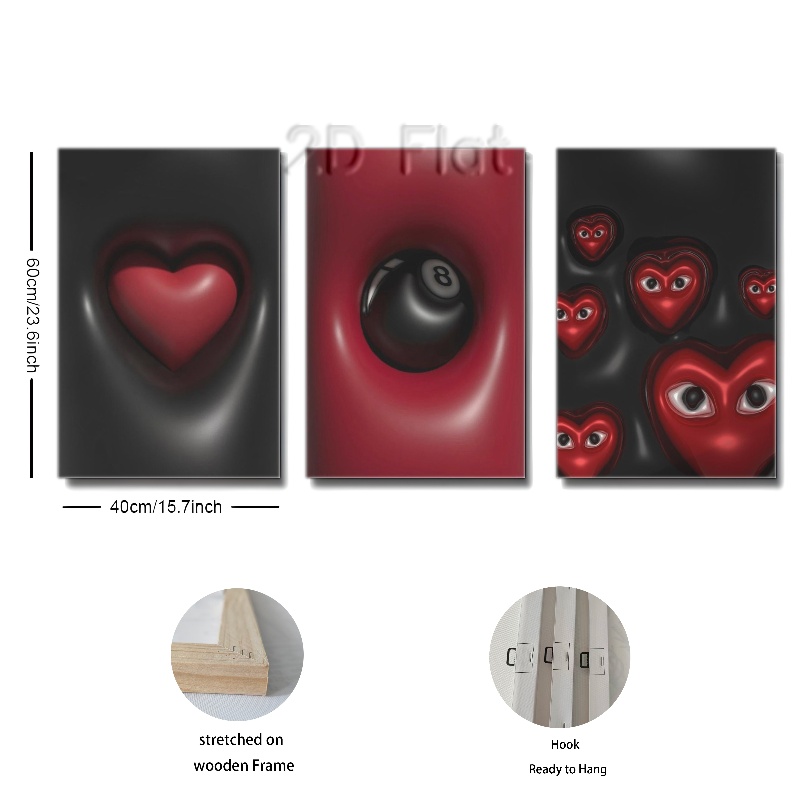 2D Flat
8
60cm/23.6inch
40cm/15.7inch
stretched on
wooden Frame
Hook
Ready to Hang